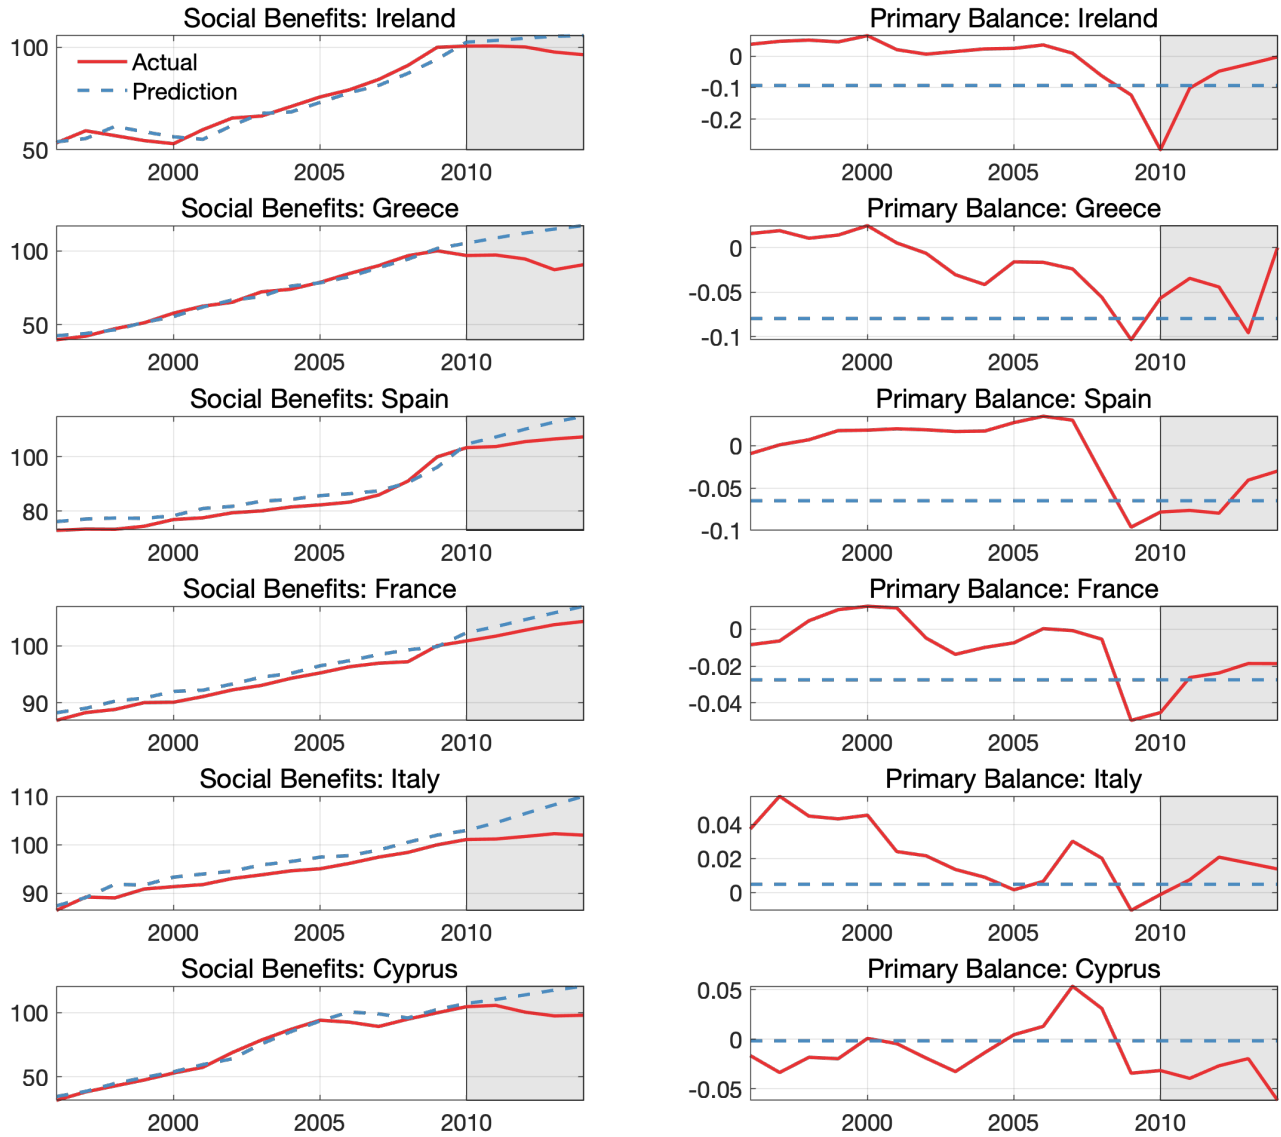 Social Benefits: Ireland
100
50
Actual
Prediction
2000 2005 2010
Primary Balance: Ireland
0
-0.1
-0.2
2000 2005 2010
Social Benefits: Greece
100
50
2000 2005 2010
Primary Balance: Greece
0
-0.05
-0.1
2000 2005 2010
Social Benefits: Spain
100
80
2000 2005 2010
Primary Balance: Spain
0
-0.05
-0.1
2000 2005 2010
Social Benefits: France
100
90
2000 2005 2010
Primary Balance: France
0
-0.02
-0.04
2000 2005 2010
Social Benefits: Italy
110
100
90
2000 2005 2010
Primary Balance: Italy
0.04
0.02
0
2000 2005 2010
Social Benefits: Cyprus
100
50
2000 2005 2010
Primary Balance: Cyprus
0.05
0
-0.05
2000 2005 2010